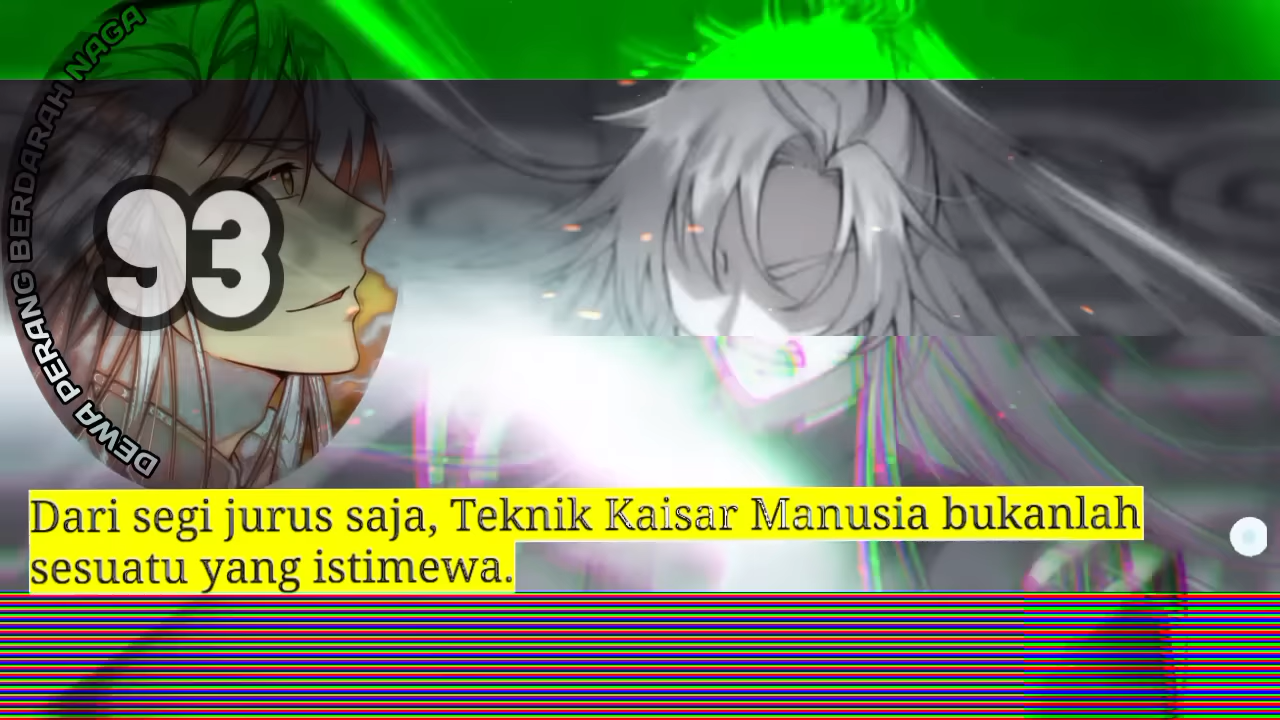 DEWA PERANG BERDARAH NAGA
93
Dari segi jurus saja, Teknik Kaisar Manusia bukanlah
sesuatu yang istimewa.